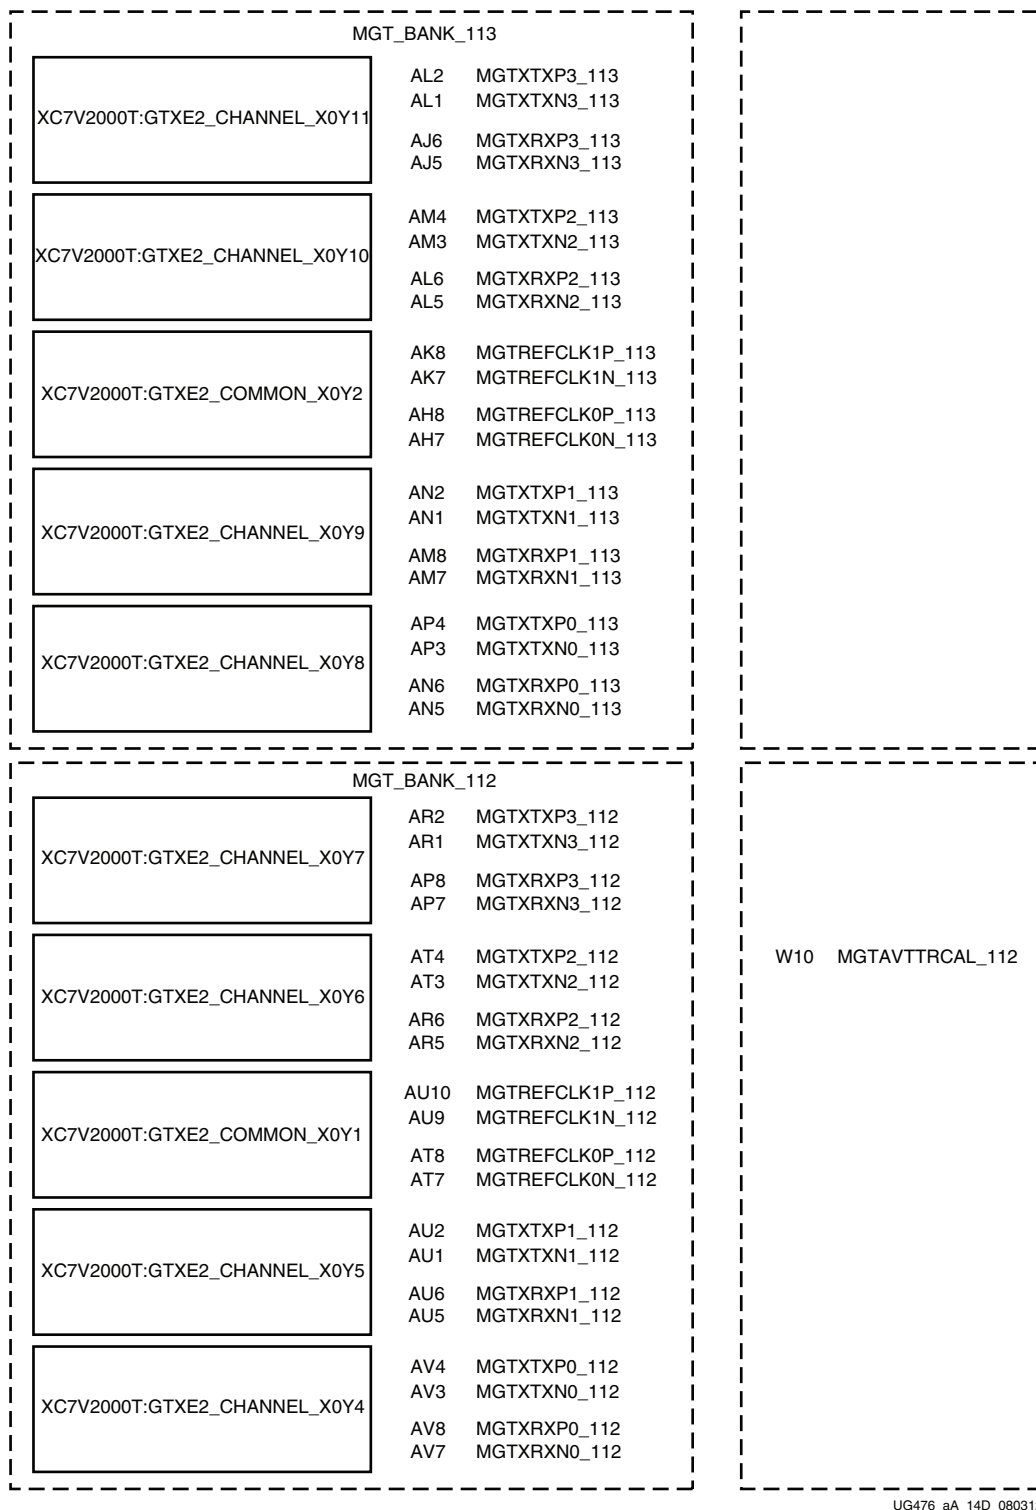 MGT_BANK_113
XC7V2000T:GTXE2_CHANNEL_X0Y11
AL2 MGTXTXP3_113
AL1 MGTXTXN3_113
AJ6 MGTXRXP3_113
AJ5 MGTXRXN3_113
XC7V2000T:GTXE2_CHANNEL_X0Y10
AM4 MGTXTXP2_113
AM3 MGTXTXN2_113
AL6 MGTXRXP2_113
AL5 MGTXRXN2_113
XC7V2000T:GTXE2_COMMON_X0Y2
AK8 MGTREFCLK1P_113
AK7 MGTREFCLK1N_113
AH8 MGTREFCLK0P_113
AH7 MGTREFCLK0N_113
XC7V2000T:GTXE2_CHANNEL_X0Y9
AN2 MGTXTXP1_113
AN1 MGTXTXN1_113
AM8 MGTXRXP1_113
AM7 MGTXRXN1_113
XC7V2000T:GTXE2_CHANNEL_X0Y8
AP4 MGTXTXP0_113
AP3 MGTXTXN0_113
AN6 MGTXRXP0_113
AN5 MGTXRXN0_113
MGT_BANK_112
XC7V2000T:GTXE2_CHANNEL_X0Y7
AR2 MGTXTXP3_112
AR1 MGTXTXN3_112
AP8 MGTXRXP3_112
AP7 MGTXRXN3_112
XC7V2000T:GTXE2_CHANNEL_X0Y6
AT4 MGTXTXP2_112
AT3 MGTXTXN2_112
AR6 MGTXRXP2_112
AR5 MGTXRXN2_112
XC7V2000T:GTXE2_COMMON_X0Y1
AU10 MGTREFCLK1P_112
AU9 MGTREFCLK1N_112
AT8 MGTREFCLK0P_112
AT7 MGTREFCLK0N_112
XC7V2000T:GTXE2_CHANNEL_X0Y5
AU2 MGTXTXP1_112
AU1 MGTXTXN1_112
AU6 MGTXRXP1_112
AU5 MGTXRXN1_112
XC7V2000T:GTXE2_CHANNEL_X0Y4
AV4 MGTXTXP0_112
AV3 MGTXTXN0_112
AV8 MGTXRXP0_112
AV7 MGTXRXN0_112
W10 MGTAVTTRCAL_112
UG476_aA_14D_08031